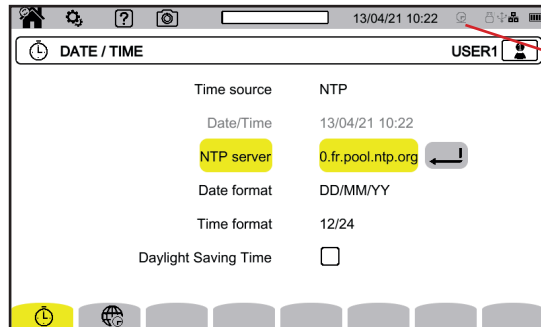 13/04/21 10:22
DATE / TIME USER1
Time source NTP
Date/Time 13/04/21 10:22
NTP server 0.fr.pool.ntp.org
Date format DD/MM/YY
Time format 12/24
Daylight Saving Time